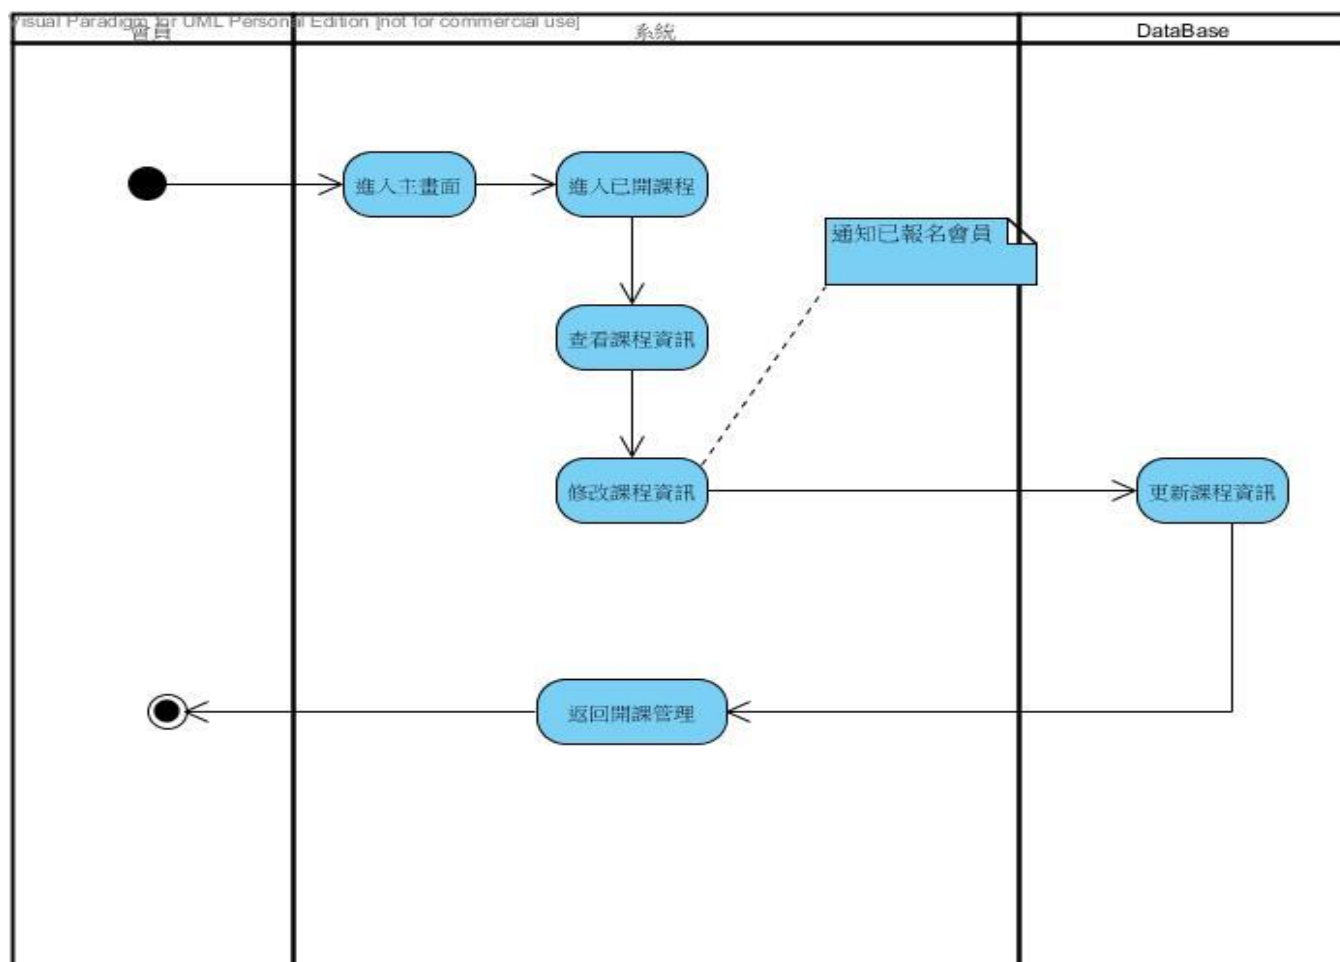 Visual Paradigm for UML Personal Edition [not for commercial use]
會員
系統
DataBase
進入主畫面
進入已開課程
通知已報名會員
查看課程資訊
修改課程資訊
更新課程資訊
返回開課管理